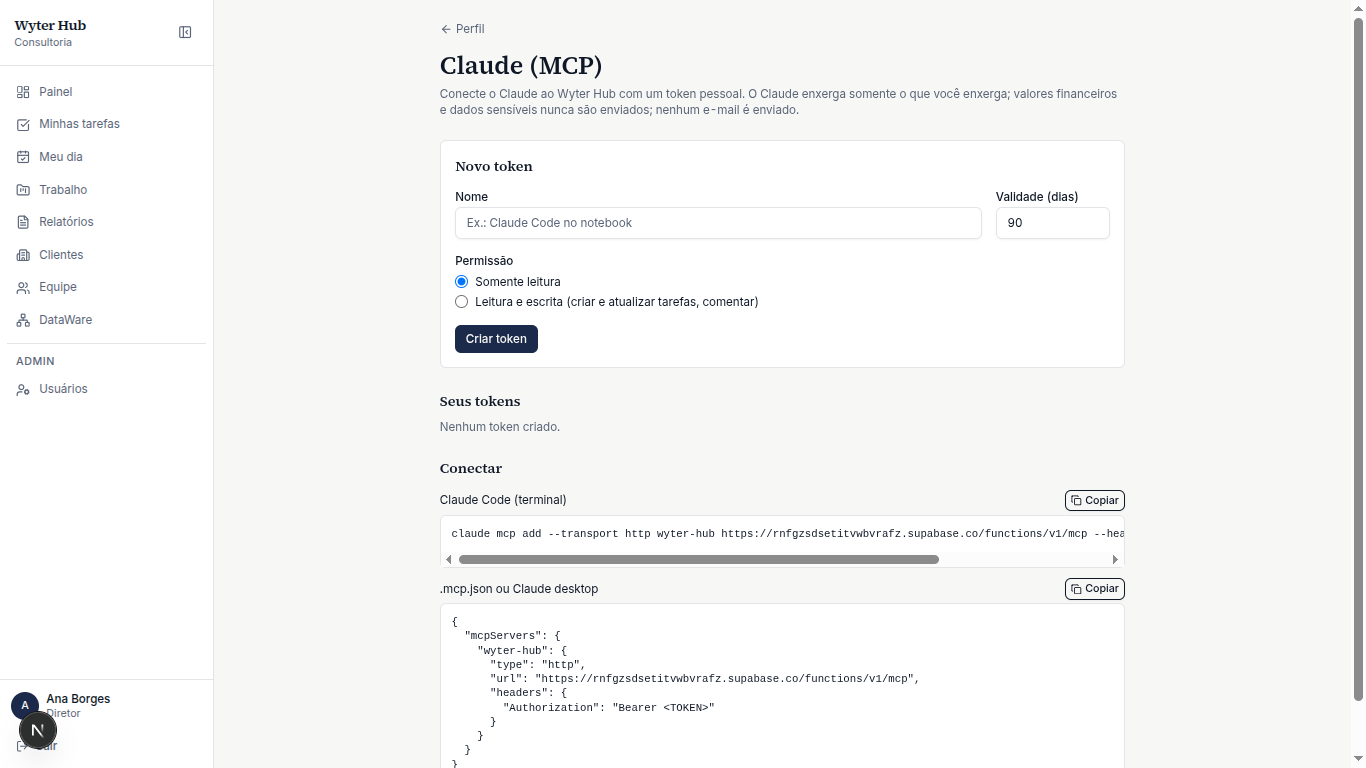 Wyter Hub
Consultoria
Painel
Minhas tarefas
Meu dia
Trabalho
Relatórios
Clientes
Equipe
DataWare
ADMIN
Usuários
A
Ana Borges
Diretor
N
← Perfil
Claude (MCP)
Conecte o Claude ao Wyter Hub com um token pessoal. O Claude enxerga somente o que você enxerga; valores financeiros
e dados sensíveis nunca são enviados; nenhum e-mail é enviado.
Novo token
Nome
Validade (dias)
Ex.: Claude Code no notebook
90
Permissão
Somente leitura
Leitura e escrita (criar e atualizar tarefas, comentar)
Criar token
Seus tokens
Nenhum token criado.
Conectar
Claude Code (terminal)
Copiar
claude mcp add --transport http wyter-hub https://rnfgzsdsetitvwbvrafz.supabase.co/functions/v1/mcp --hea
.mcp.json ou Claude desktop
Copiar
{
  "mcpServers": {
    "wyter-hub": {
      "type": "http",
      "url": "https://rnfgzsdsetitvwbvrafz.supabase.co/functions/v1/mcp",
      "headers": {
        "Authorization": "Bearer <TOKEN>"
      }
    }
  }
}